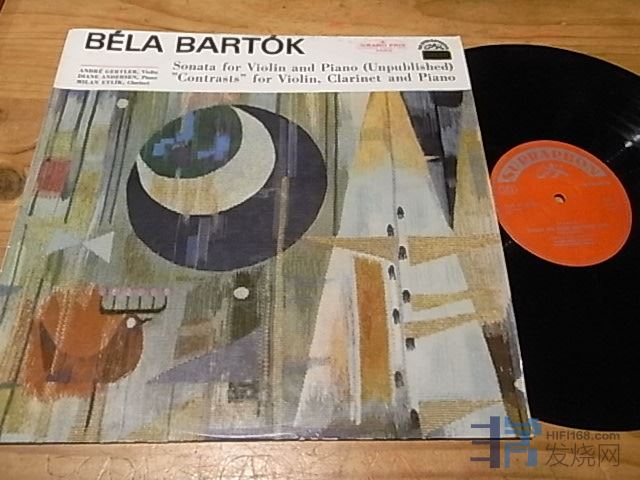 BÉLA BARTÓK
GRAND PRIX
Sonata for Violin and Piano (Unpublished)
"Contrasts" for Violin, Clarinet and Piano
ANDRÉ GERTLER, Violin
DIANE ANDERSEN, Piano
MILAN ETLÍK, Clarinet
SUPRAPHON
HIFI168.com
发烧网